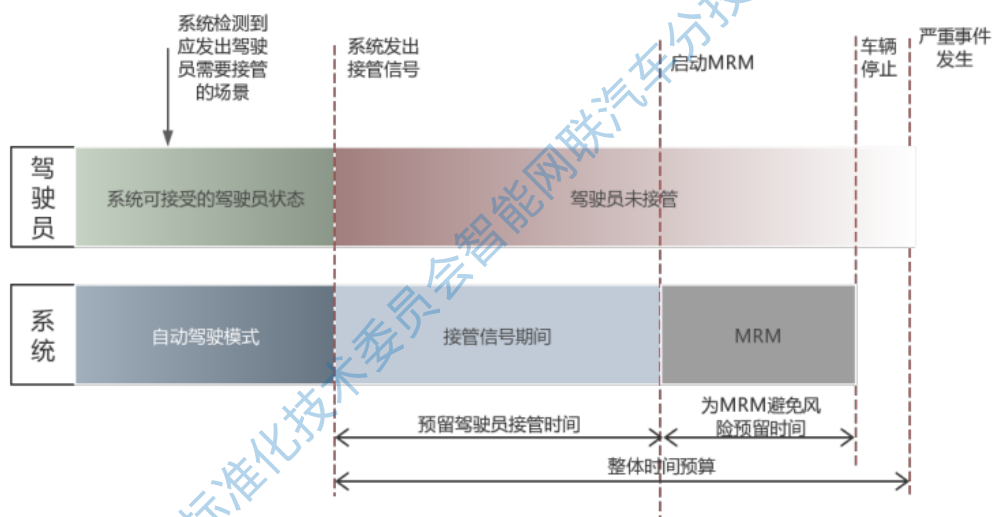 系统检测到
应发出驾驶
员需要接管
的场景
系统发出
接管信号
启动MRM
车辆
停止
严重事件
发生
驾
驶
员
系统可接受的驾驶员状态
驾驶员未接管
系
统
自动驾驶模式
接管信号期间
MRM
预留驾驶员接管时间
为MRM避免风
险预留时间
整体时间预算
标准化技术委员会智能网联汽车分技